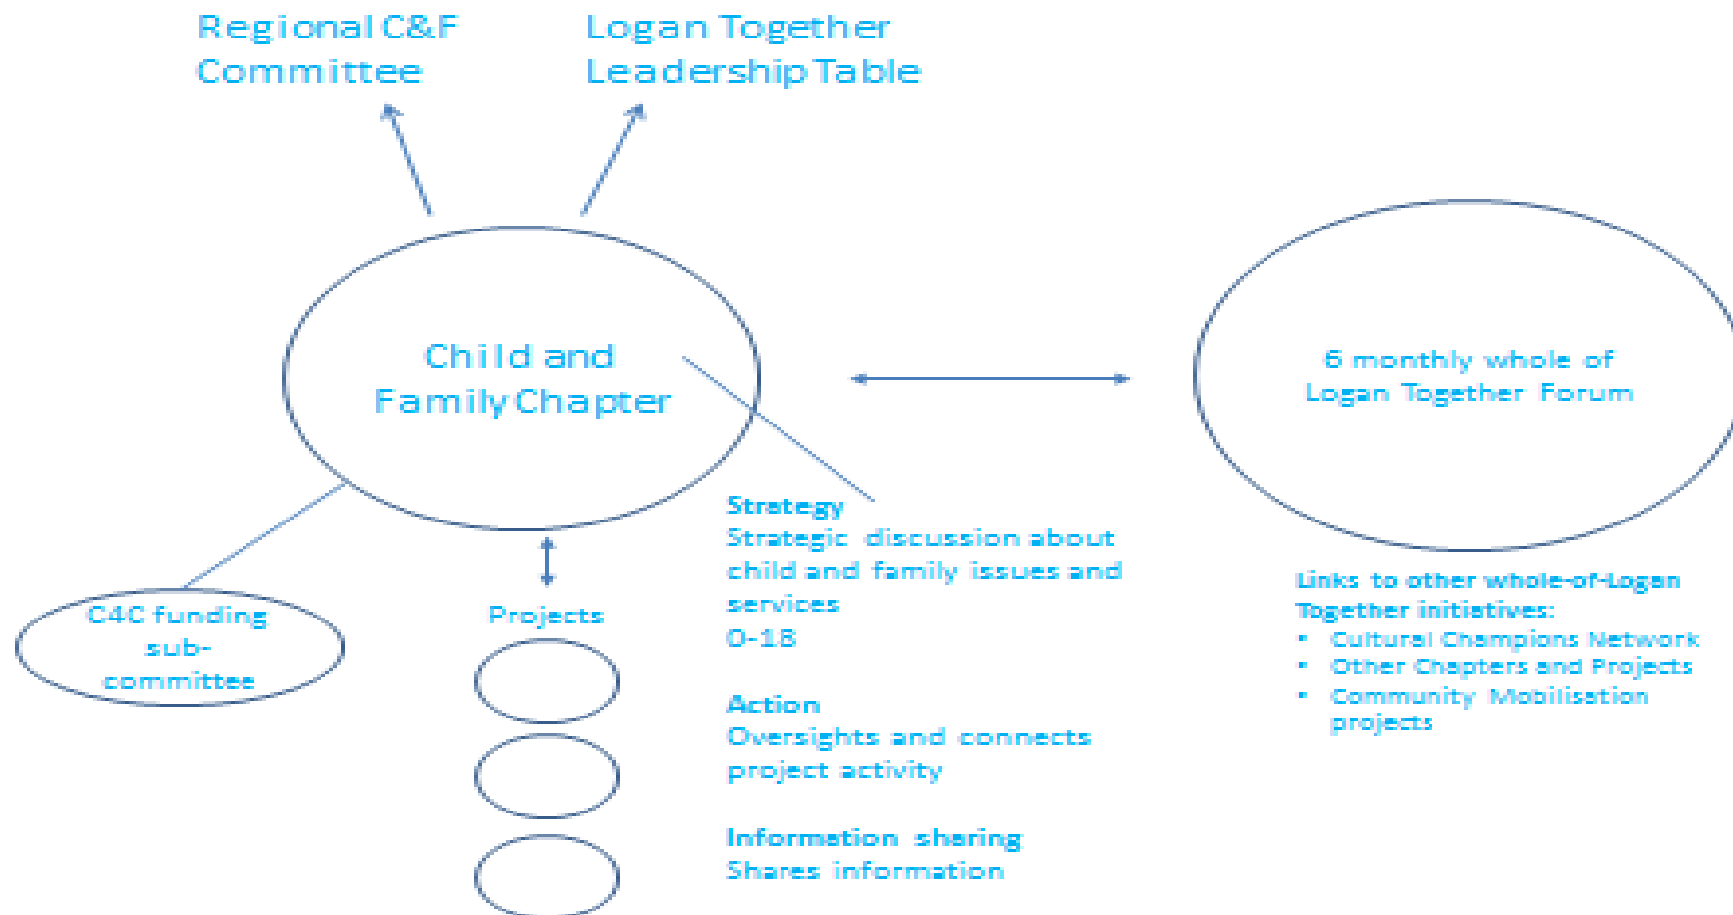 Regional C&F
Committee
Logan Together
Leadership Table
Child and
Family Chapter
6 monthly whole of
Logan Together Forum
C4C funding
sub-
committee
Projects
Strategy
Strategic discussion about
child and family issues and
services
0-18
Action
Oversights and connects
project activity
Information sharing
Shares information
Links to other whole-of-Logan
Together initiatives:
• Cultural Champions Network
• Other Chapters and Projects
• Community Mobilisation
projects